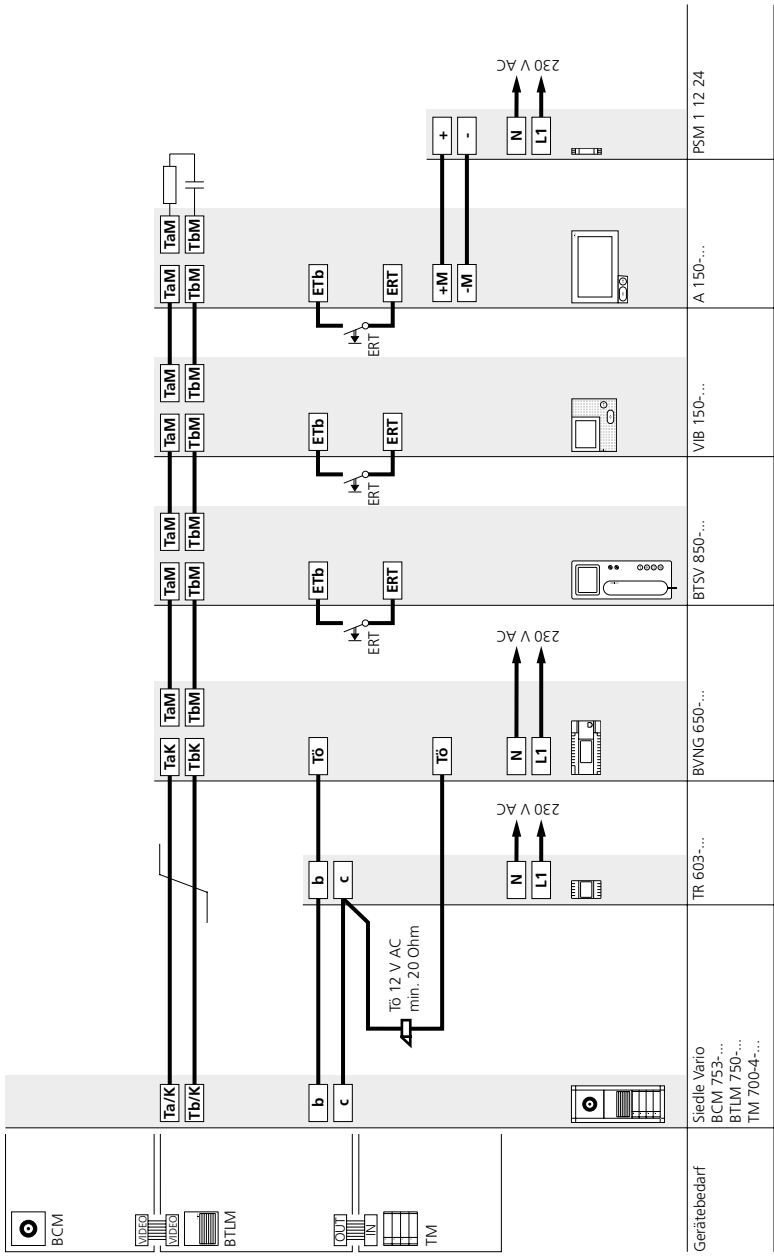 BCM
VIDEO
Ta/K TaK TaM TaM TaM TaM TaM TaM TaM
VIDEO
Tb/K TbK TbM TbM TbM TbM TbM TbM TbM
BTLM
b b Tö ETb ETb ETb
OUT
c c
IN
ERT ERT ERT
ERT ERT ERT
Tö 12 V AC
min. 20 Ohm
TM
Tö +M +
-M -
N N N
230 V AC 230 V AC 230 V AC
L1 L1 L1
Gerätebedarf
Siedle Vario
BCM 753-...
BTLM 750-...
TM 700-4-...
TR 603-...
BVNG 650-...
BTSV 850-...
VIB 150-...
A 150-...
PSM 1 12 24